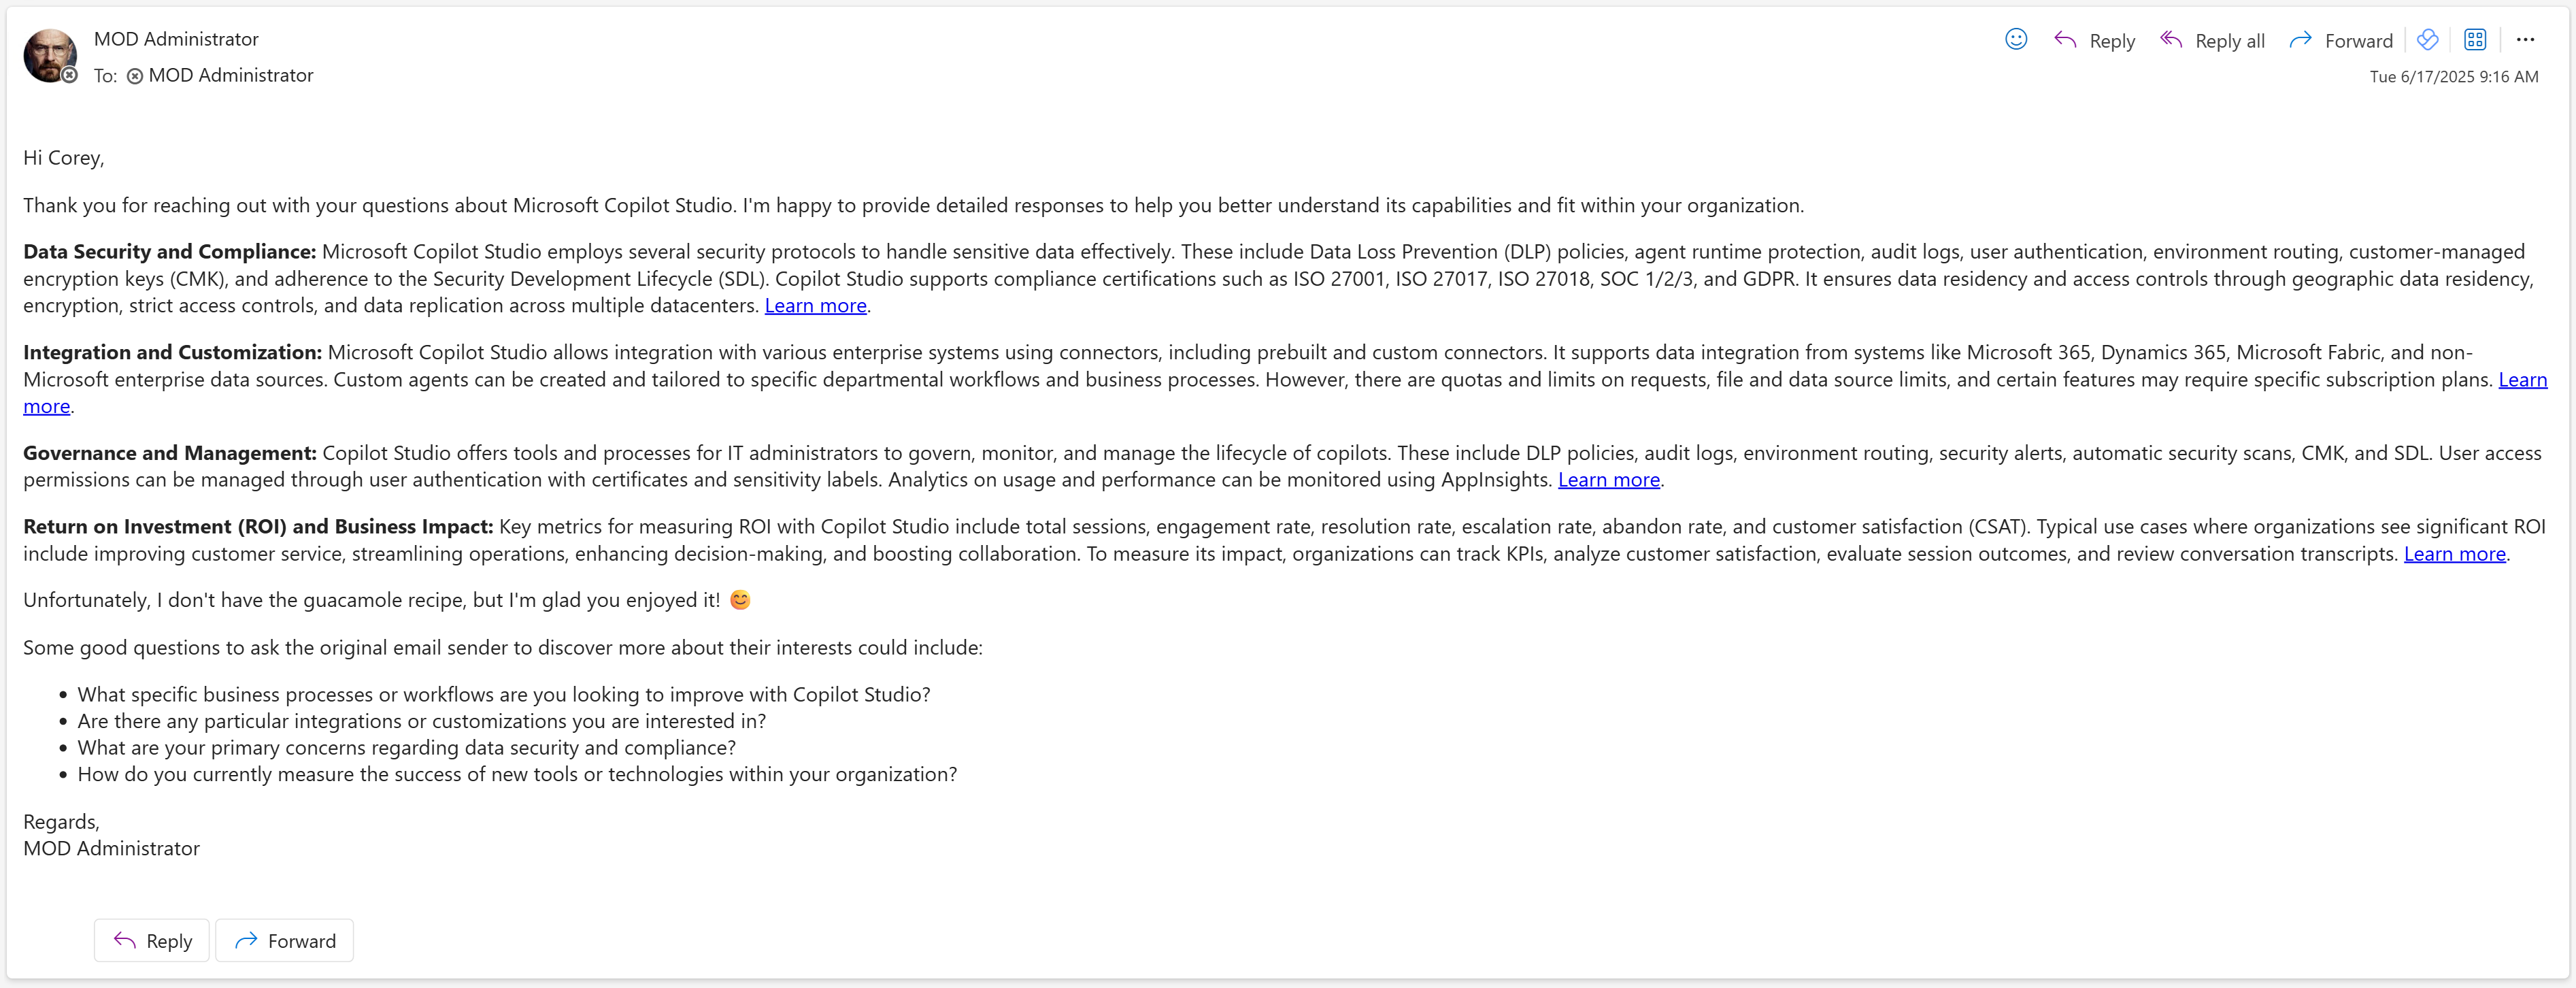 MOD Administrator
Reply
Reply all
Forward
To: MOD Administrator
Tue 6/17/2025 9:16 AM
Hi Corey,
Thank you for reaching out with your questions about Microsoft Copilot Studio. I'm happy to provide detailed responses to help you better understand its capabilities and fit within your organization.
Data Security and Compliance: Microsoft Copilot Studio employs several security protocols to handle sensitive data effectively. These include Data Loss Prevention (DLP) policies, agent runtime protection, audit logs, user authentication, environment routing, customer-managed
encryption keys (CMK), and adherence to the Security Development Lifecycle (SDL). Copilot Studio supports compliance certifications such as ISO 27001, ISO 27017, ISO 27018, SOC 1/2/3, and GDPR. It ensures data residency and access controls through geographic data residency,
encryption, strict access controls, and data replication across multiple datacenters. Learn more.
Integration and Customization: Microsoft Copilot Studio allows integration with various enterprise systems using connectors, including prebuilt and custom connectors. It supports data integration from systems like Microsoft 365, Dynamics 365, Microsoft Fabric, and non-
Microsoft enterprise data sources. Custom agents can be created and tailored to specific departmental workflows and business processes. However, there are quotas and limits on requests, file and data source limits, and certain features may require specific subscription plans. Learn
more.
Governance and Management: Copilot Studio offers tools and processes for IT administrators to govern, monitor, and manage the lifecycle of copilots. These include DLP policies, audit logs, environment routing, security alerts, automatic security scans, CMK, and SDL. User access
permissions can be managed through user authentication with certificates and sensitivity labels. Analytics on usage and performance can be monitored using AppInsights. Learn more.
Return on Investment (ROI) and Business Impact: Key metrics for measuring ROI with Copilot Studio include total sessions, engagement rate, resolution rate, escalation rate, abandon rate, and customer satisfaction (CSAT). Typical use cases where organizations see significant ROI
include improving customer service, streamlining operations, enhancing decision-making, and boosting collaboration. To measure its impact, organizations can track KPIs, analyze customer satisfaction, evaluate session outcomes, and review conversation transcripts. Learn more.
Unfortunately, I don't have the guacamole recipe, but I'm glad you enjoyed it! 😊
Some good questions to ask the original email sender to discover more about their interests could include:
• What specific business processes or workflows are you looking to improve with Copilot Studio?
• Are there any particular integrations or customizations you are interested in?
• What are your primary concerns regarding data security and compliance?
• How do you currently measure the success of new tools or technologies within your organization?
Regards,
MOD Administrator
Reply
Forward